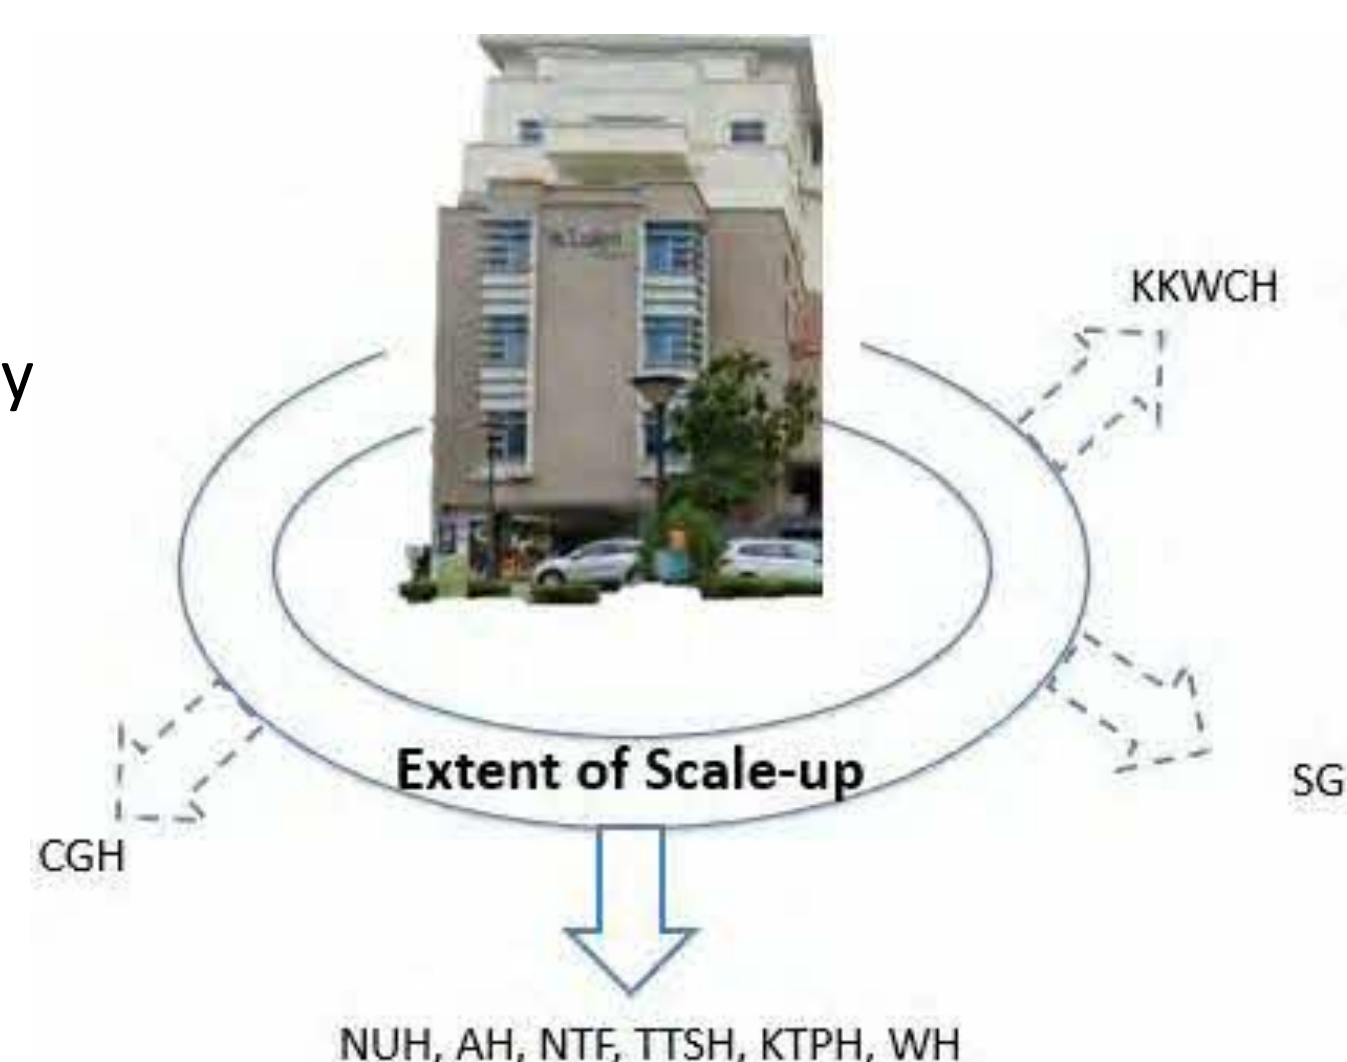 KKWCH
y
Extent of Scale-up
SG
CGH
NUH, AH, NTF, TTSH, KTPH, WH